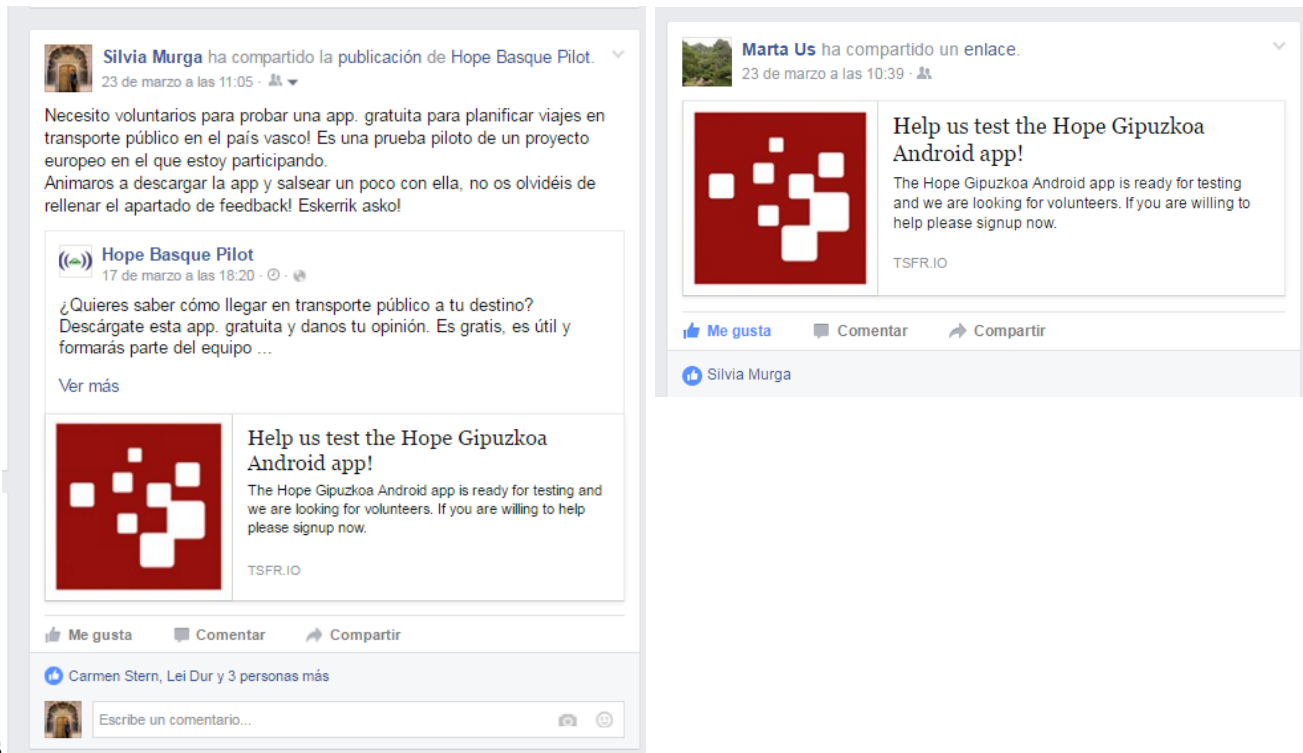 Silvia Murga ha compartido la publicación de Hope Basque Pilot.
23 de marzo a las 11:05 ·
Necesito voluntarios para probar una app. gratuita para planificar viajes en
transporte público en el país vasco! Es una prueba piloto de un proyecto
europeo en el que estoy participando.
Animaros a descargar la app y salsear un poco con ella, no os olvidéis de
rellenar el apartado de feedback! Eskerrik asko!
Hope Basque Pilot
17 de marzo a las 18:20 ·
¿Quieres saber cómo llegar en transporte público a tu destino?
Descárgate esta app. gratuita y danos tu opinión. Es gratis, es útil y
formarás parte del equipo ...
Ver más
Help us test the Hope Gipuzkoa
Android app!
The Hope Gipuzkoa Android app is ready for testing and
we are looking for volunteers. If you are willing to help
please signup now.
TSFR.IO
Me gusta Comentar Compartir
Carmen Stern, Lei Dur y 3 personas más
Escribe un comentario...
Marta Us ha compartido un enlace.
23 de marzo a las 10:39 ·
Help us test the Hope Gipuzkoa
Android app!
The Hope Gipuzkoa Android app is ready for testing
and we are looking for volunteers. If you are willing to
help please signup now.
TSFR.IO
Me gusta Comentar Compartir
Silvia Murga